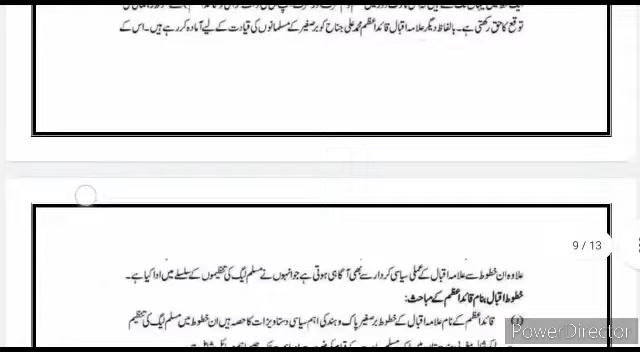 توقع کا حق رکھتی ہے۔ بالفاظ دیگر علامہ اقبال قائداعظم محمد علی جناح کو برصغیر کے مسلمانوں کی قیادت کے لیے آمادہ کر رہے ہیں۔ اس کے
علاوہ ان خطوط سے علامہ اقبال کے عملی سیاسی کردار سے بھی آگاہی ہوتی ہے جو انہوں نے مسلم لیگ کی تنظیموں کے سلسلے میں ادا کیا ہے۔
9 / 13
خطوط اقبال بنام قائداعظم کے مباحث:
(i) قائداعظم کے نام علامہ اقبال کے خطوط برصغیر پاک و ہند کی اہم سیاسی دستاویزات کا حصہ ہیں ان خطوط میں مسلم لیگ کی تنظیم
PowerDirector